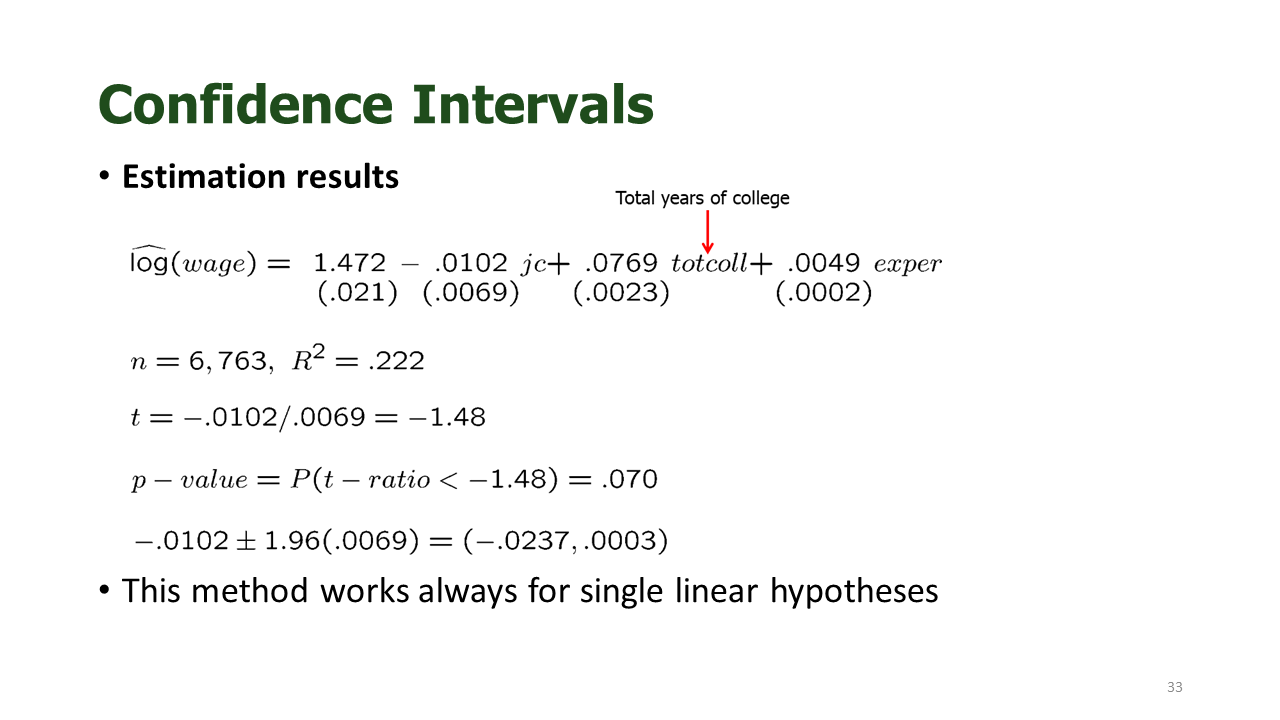 Confidence Intervals
• Estimation results
Total years of college
\widehat{log}(wage) = 1.472 − .0102 jc+ .0769 totcoll+ .0049 exper
(.021) (.0069) (.0023) (.0002)
n = 6,763, R² = .222
t = −.0102/.0069 = −1.48
p − value = P(t − ratio < −1.48) = .070
−.0102 ± 1.96(.0069) = (−.0237, .0003)
• This method works always for single linear hypotheses
33